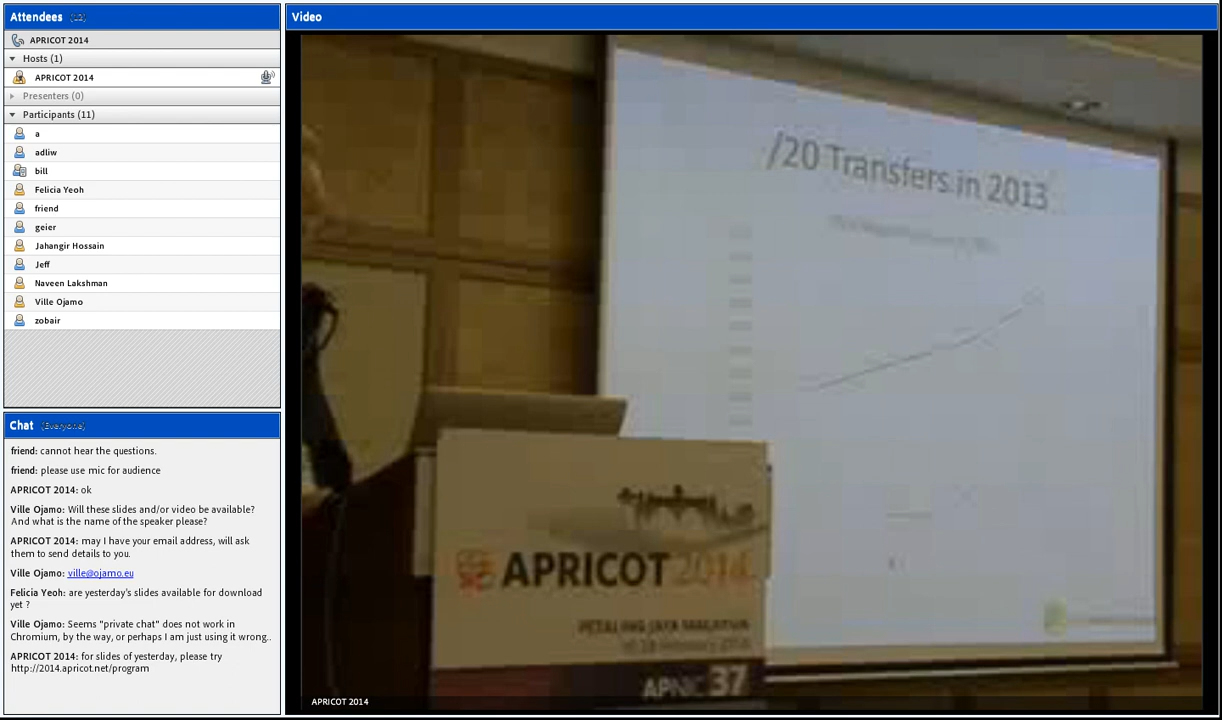 Attendees (12)
APRICOT 2014
Hosts (1)
APRICOT 2014
Presenters (0)
Participants (11)
a
adliw
bill
Felicia Yeoh
friend
geier
Jahangir Hossain
Jeff
Naveen Lakshman
Ville Ojamo
zobair
Chat (Everyone)
friend: cannot hear the questions.
friend: please use mic for audience
APRICOT 2014: ok
Ville Ojamo: Will these slides and/or video be available?
And what is the name of the speaker please?
APRICOT 2014: may I have your email address, will ask
them to send details to you.
Ville Ojamo: ville@ojamo.eu
Felicia Yeoh: are yesterday's slides available for download
yet ?
Ville Ojamo: Seems "private chat" does not work in
Chromium, by the way, or perhaps I am just using it wrong..
APRICOT 2014: for slides of yesterday, please try
http://2014.apricot.net/program
Video
/20 Transfers in 2013
APRICOT 2014
PETALING JAYA MALAYSIA
APNIC 37
APRICOT 2014